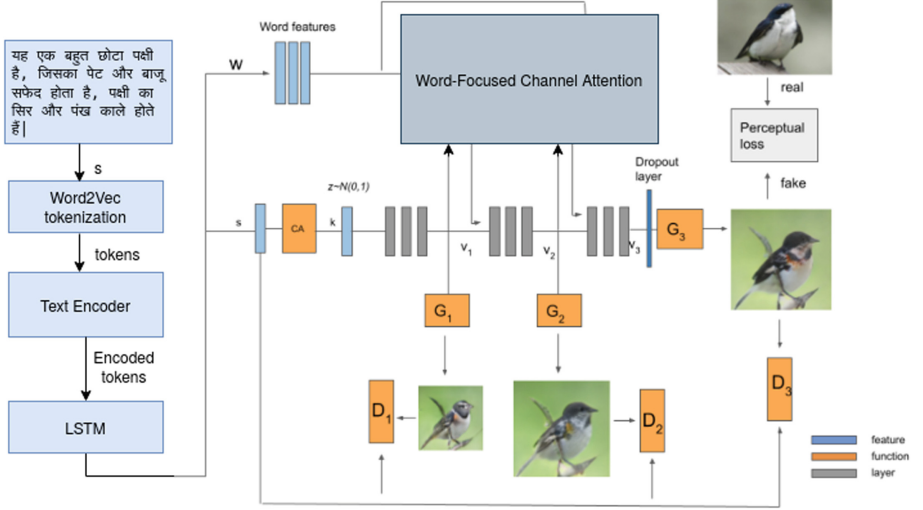 Word features
W
Word-Focused Channel Attention
real
Perceptual
loss
fake
यह एक बहुत छोटा पक्षी
है, जिसका पेट और बाजू
सफेद होता है, पक्षी का
सिर और पंख काले होते
हैं|
s
Word2Vec
tokenization
tokens
Text Encoder
Encoded
tokens
LSTM
s
CA
k
z~N(0,1)
v1
v2
v3
Dropout
layer
G3
G1
G2
D1
D2
D3
feature
function
layer